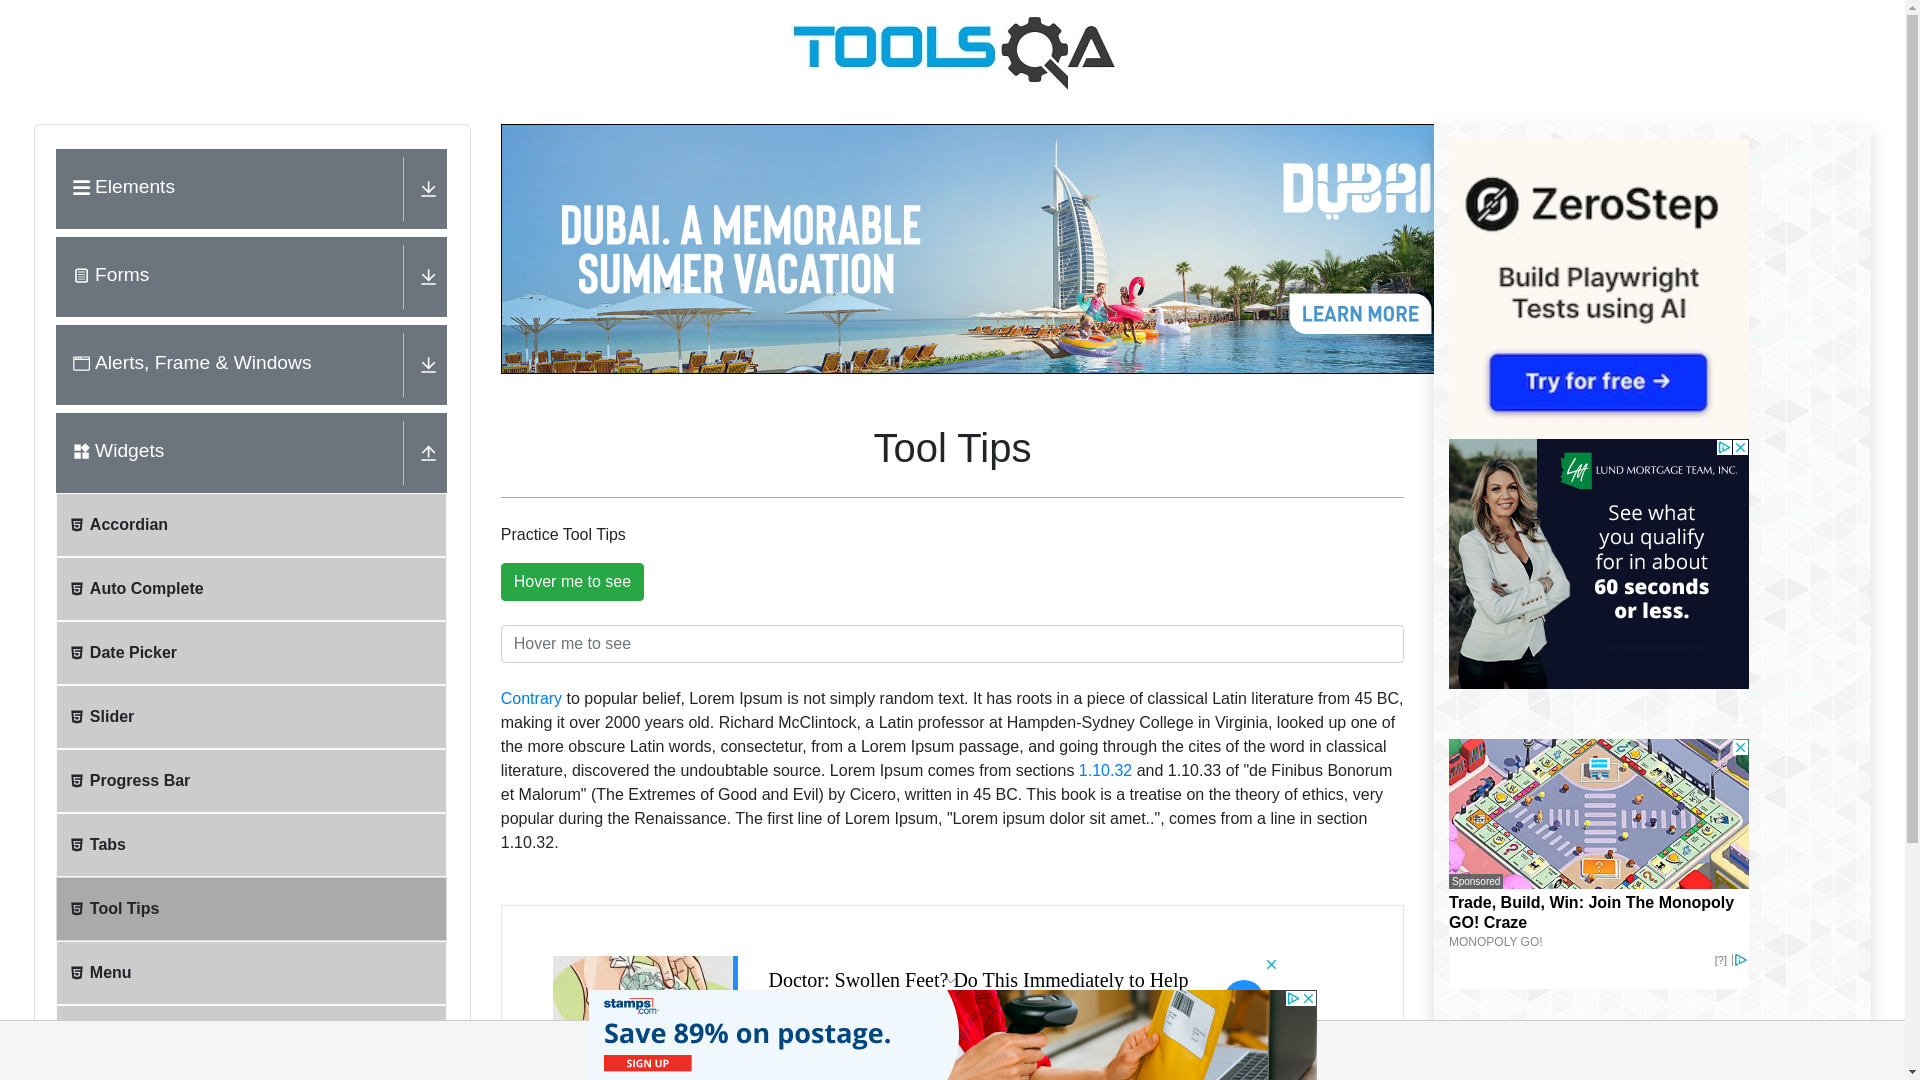 TOOLSQA
Elements
Forms
Alerts, Frame & Windows
Widgets
Accordian
Auto Complete
Date Picker
Slider
Progress Bar
Tabs
Tool Tips
Menu
DUBAI. A MEMORABLE
SUMMER VACATION
DUBAI
LEARN MORE
Tool Tips
Practice Tool Tips
Hover me to see
Hover me to see
Contrary to popular belief, Lorem Ipsum is not simply random text. It has roots in a piece of classical Latin literature from 45 BC,
making it over 2000 years old. Richard McClintock, a Latin professor at Hampden-Sydney College in Virginia, looked up one of
the more obscure Latin words, consectetur, from a Lorem Ipsum passage, and going through the cites of the word in classical
literature, discovered the undoubtable source. Lorem Ipsum comes from sections 1.10.32 and 1.10.33 of "de Finibus Bonorum
et Malorum" (The Extremes of Good and Evil) by Cicero, written in 45 BC. This book is a treatise on the theory of ethics, very
popular during the Renaissance. The first line of Lorem Ipsum, "Lorem ipsum dolor sit amet..", comes from a line in section
1.10.32.
Doctor: Swollen Feet? Do This Immediately to Help
stamps
.com
Save 89% on postage.
SIGN UP
ZeroStep
Build Playwright
Tests using AI
Try for free →
LUND MORTGAGE TEAM, INC.
See what
you qualify
for in about
60 seconds
or less.
Sponsored
Trade, Build, Win: Join The Monopoly
GO! Craze
MONOPOLY GO!
[?]